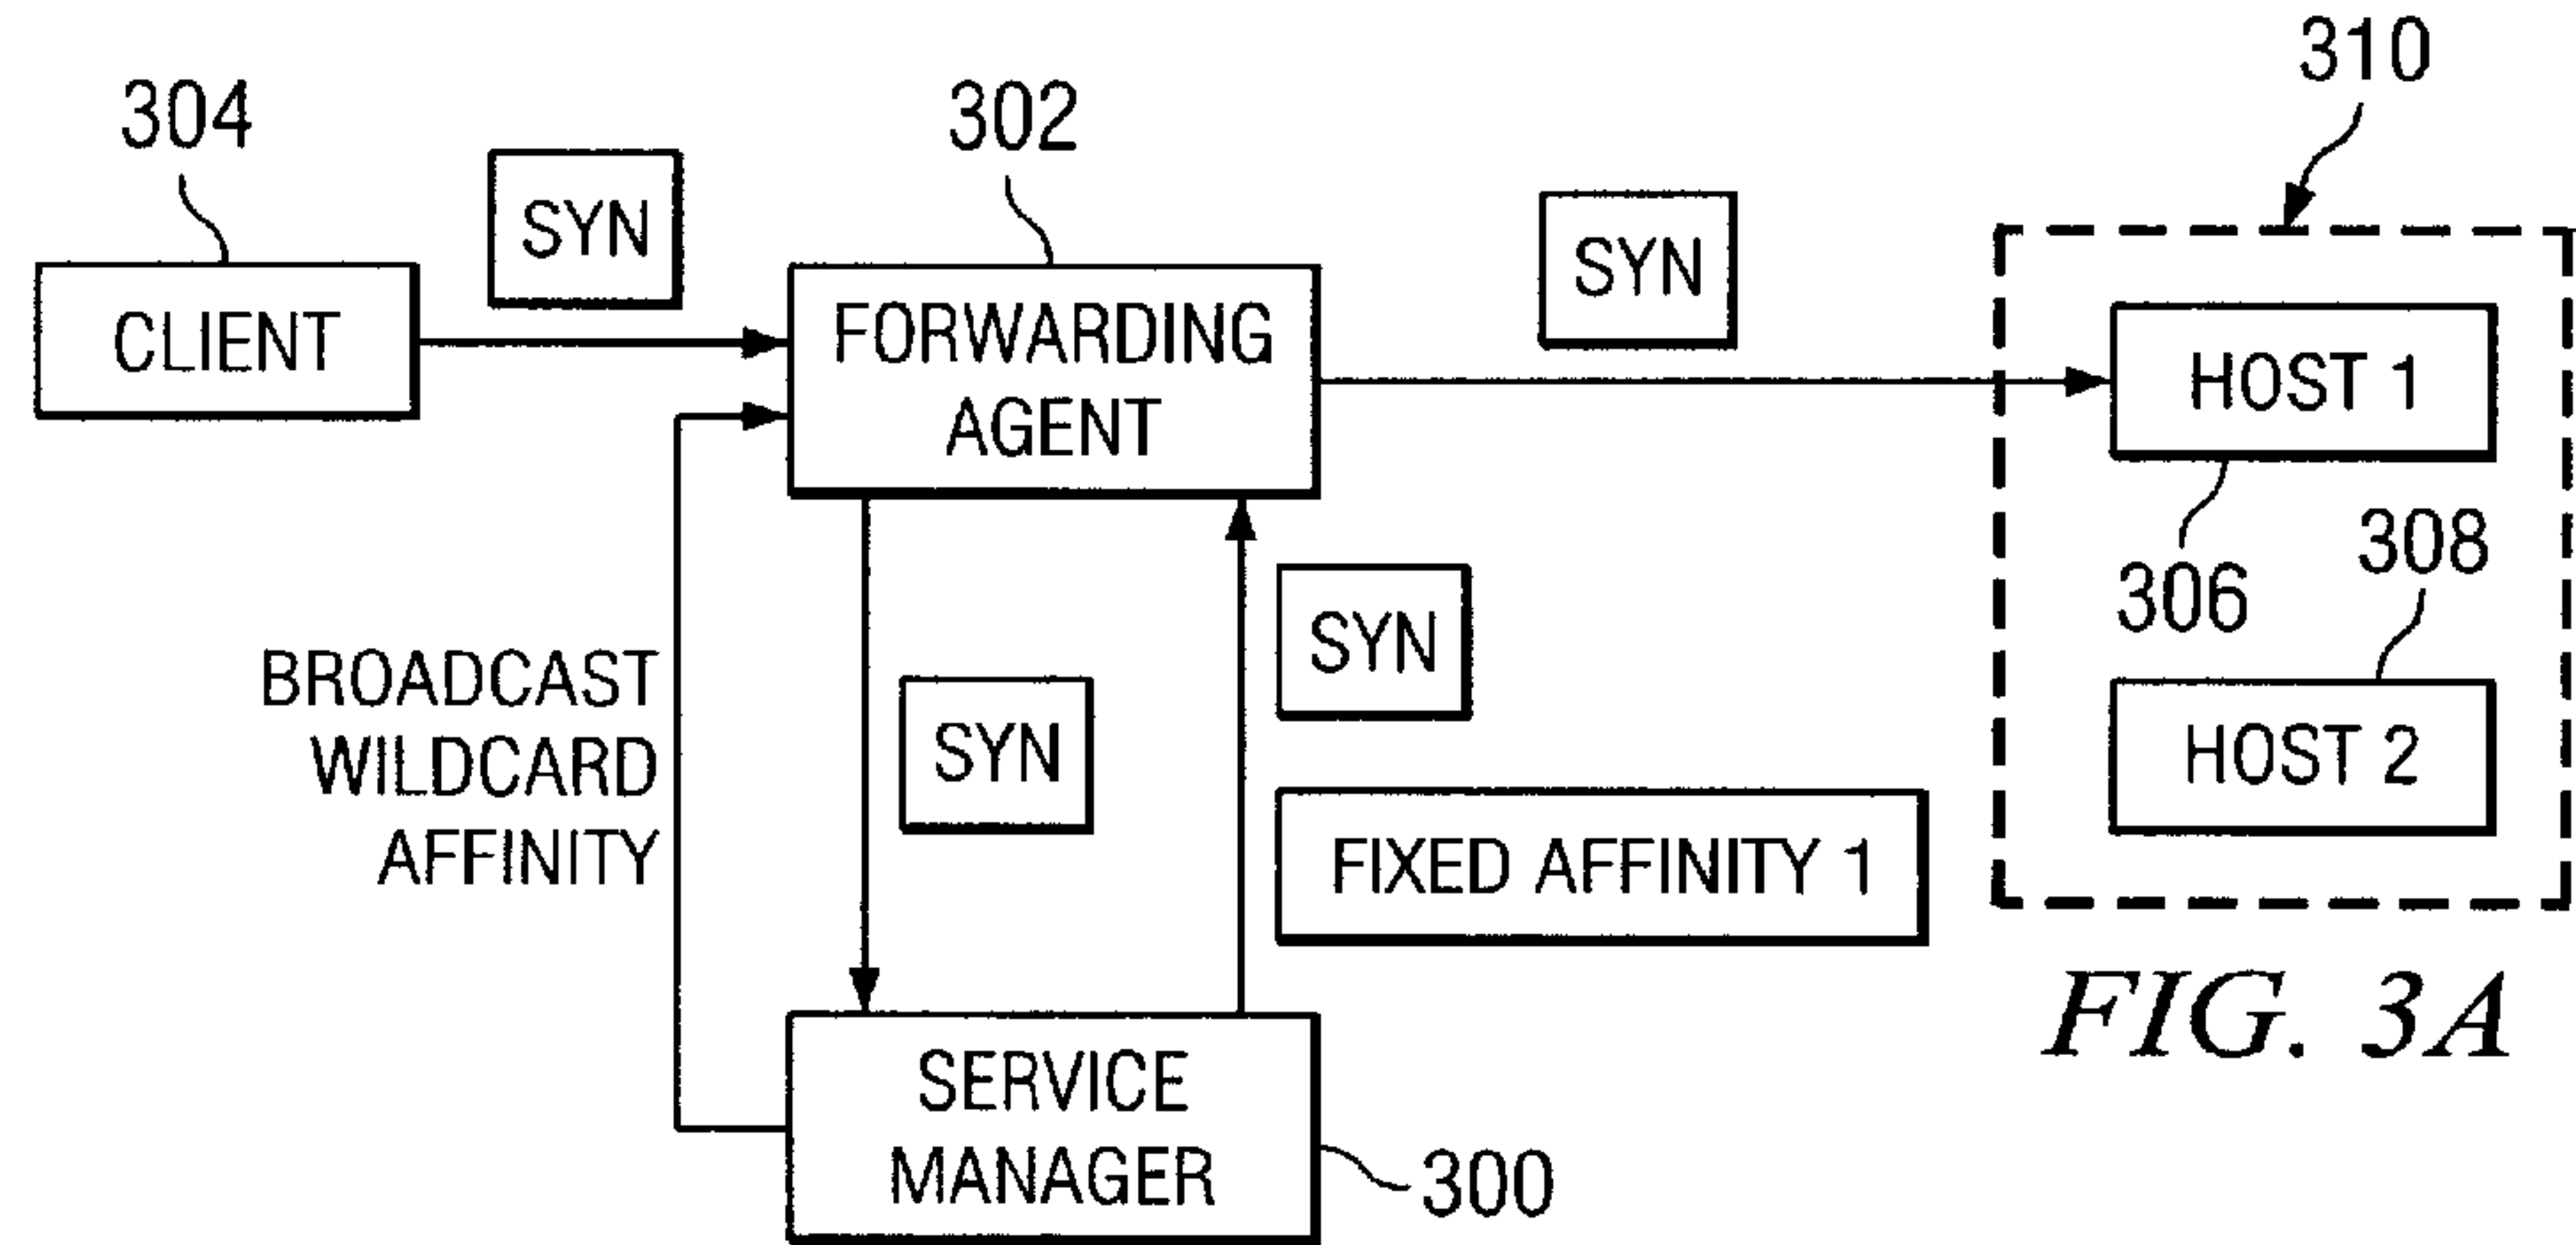 310
304
302
SYN
SYN
CLIENT
FORWARDING
AGENT
HOST 1
306
308
HOST 2
BROADCAST
WILDCARD
AFFINITY
SYN
SYN
FIXED AFFINITY 1
SERVICE
MANAGER
300
FIG. 3A